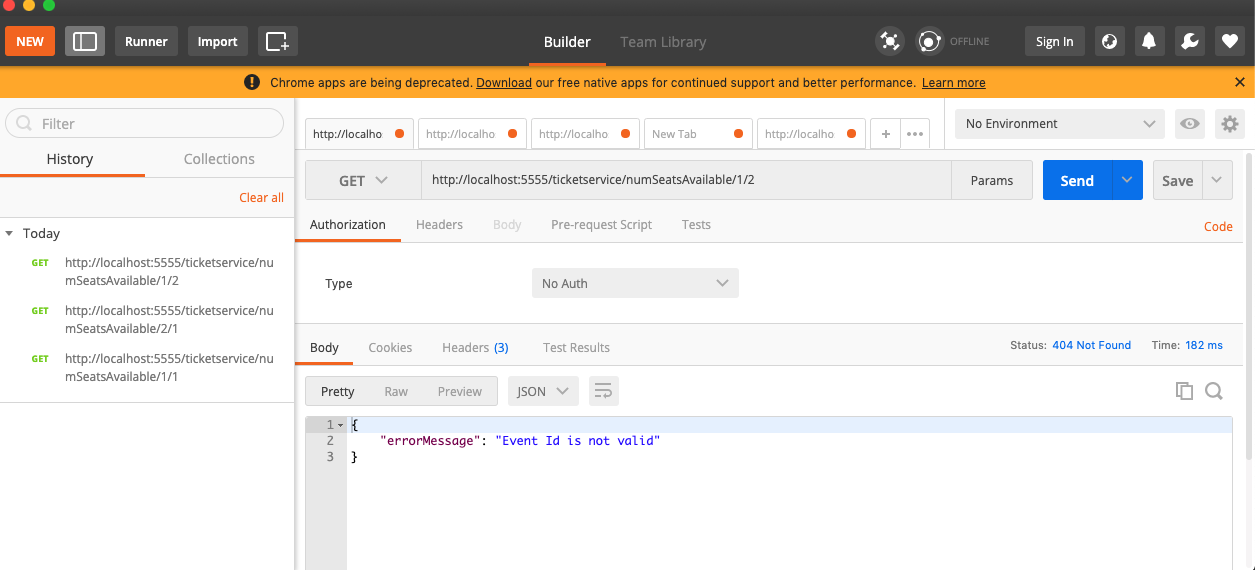 NEW
Runner
Import
Builder
Team Library
OFFLINE
Sign In
Chrome apps are being deprecated. Download our free native apps for continued support and better performance. Learn more
Filter
History
Collections
Clear all
Today
GET http://localhost:5555/ticketservice/nu
mSeatsAvailable/1/2
GET http://localhost:5555/ticketservice/nu
mSeatsAvailable/2/1
GET http://localhost:5555/ticketservice/nu
mSeatsAvailable/1/1
http://localho
http://localho
http://localho
New Tab
http://localho
No Environment
GET
http://localhost:5555/ticketservice/numSeatsAvailable/1/2
Params
Send
Save
Authorization
Headers
Body
Pre-request Script
Tests
Code
Type
No Auth
Body
Cookies
Headers (3)
Test Results
Status: 404 Not Found
Time: 182 ms
Pretty
Raw
Preview
JSON
1 {
2 "errorMessage": "Event Id is not valid"
3 }